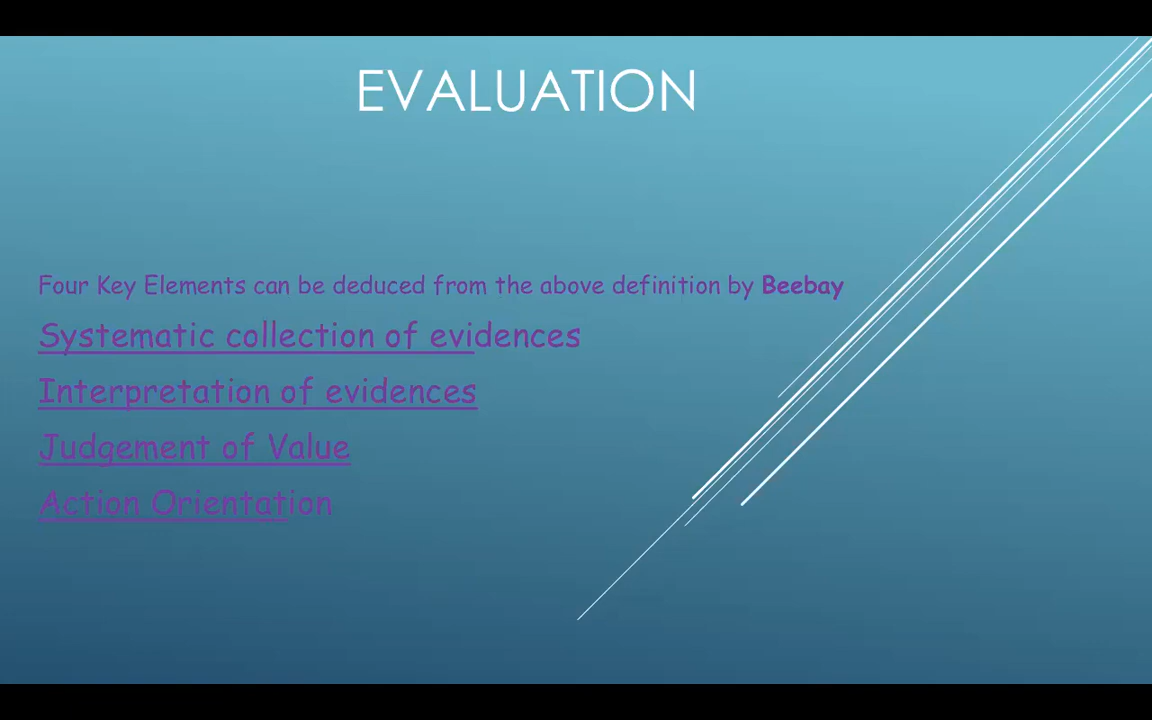 EVALUATION
Four Key Elements can be deduced from the above definition by Beebay
Systematic collection of evidences
Interpretation of evidences
Judgement of Value
Action Orientation